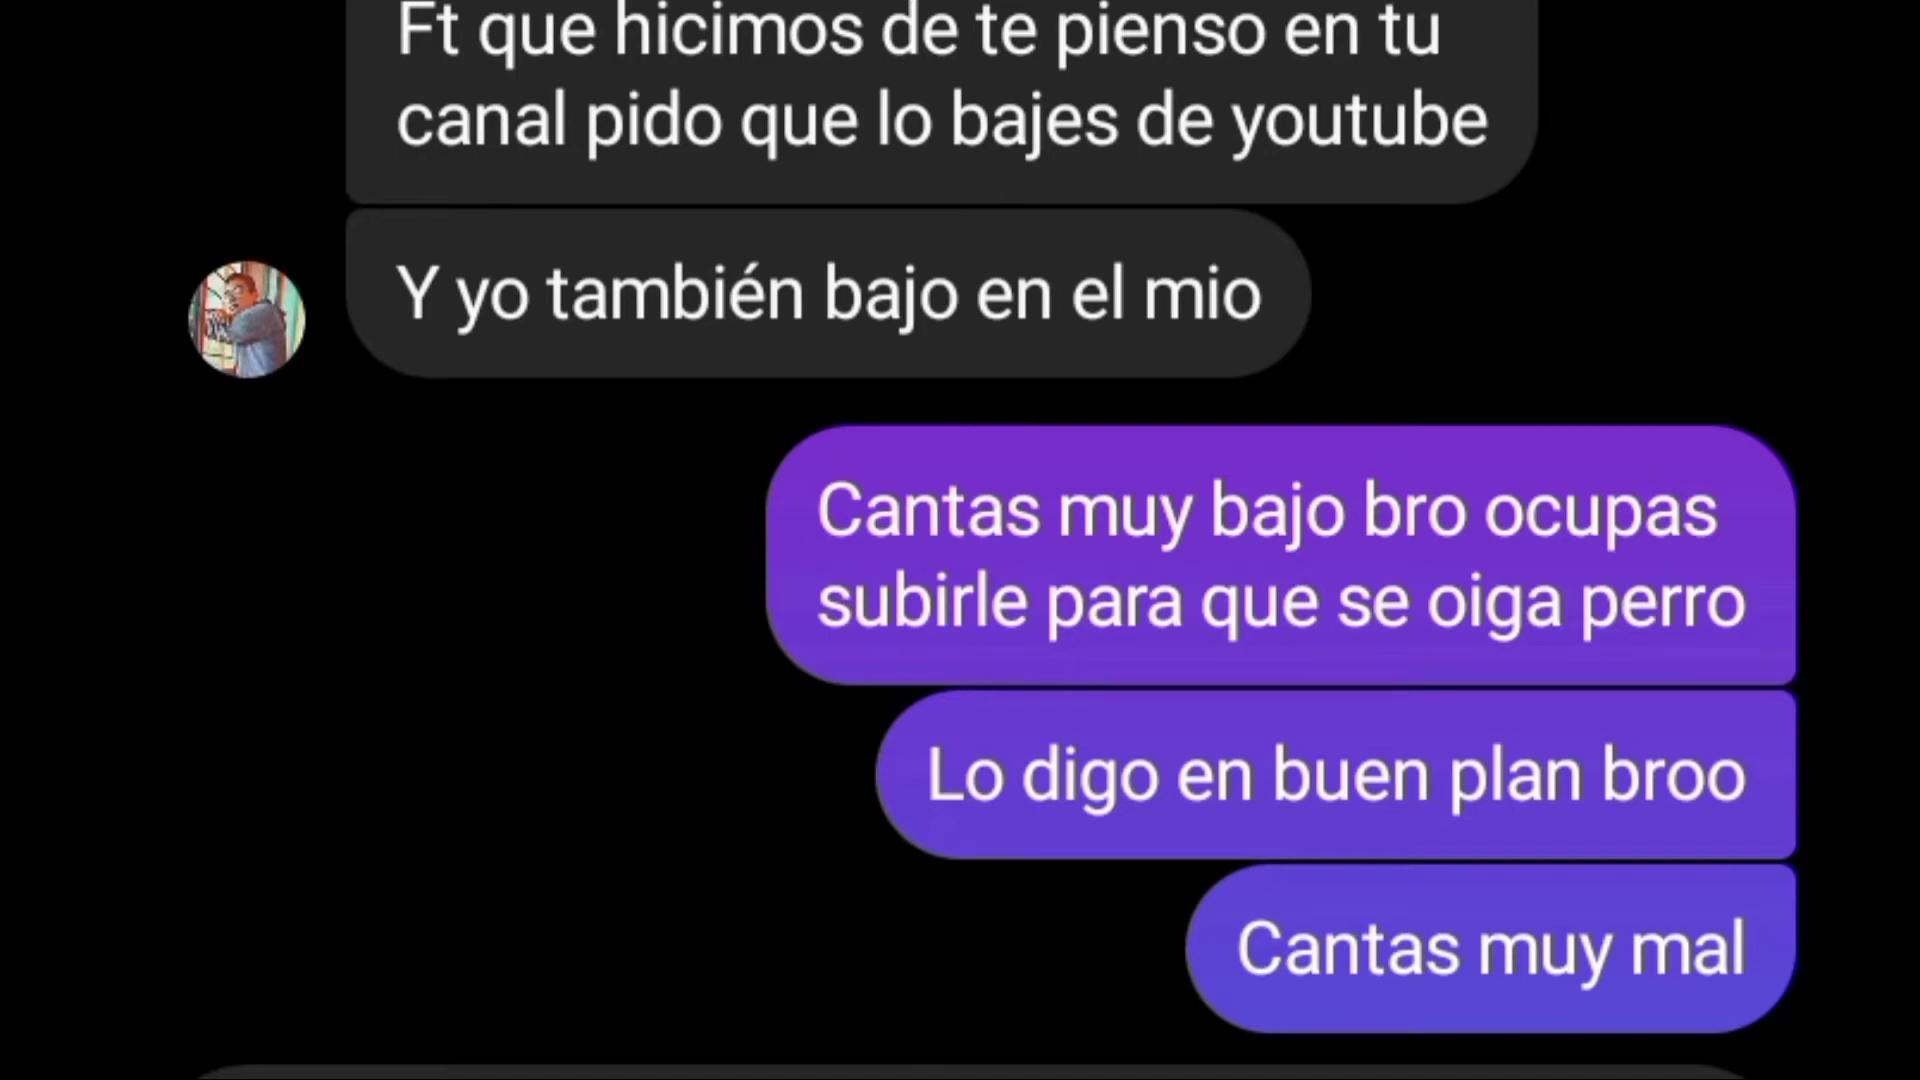 Ft que hicimos de te pienso en tu
canal pido que lo bajes de youtube
Y yo también bajo en el mio
Cantas muy bajo bro ocupas
subirle para que se oiga perro
Lo digo en buen plan broo
Cantas muy mal